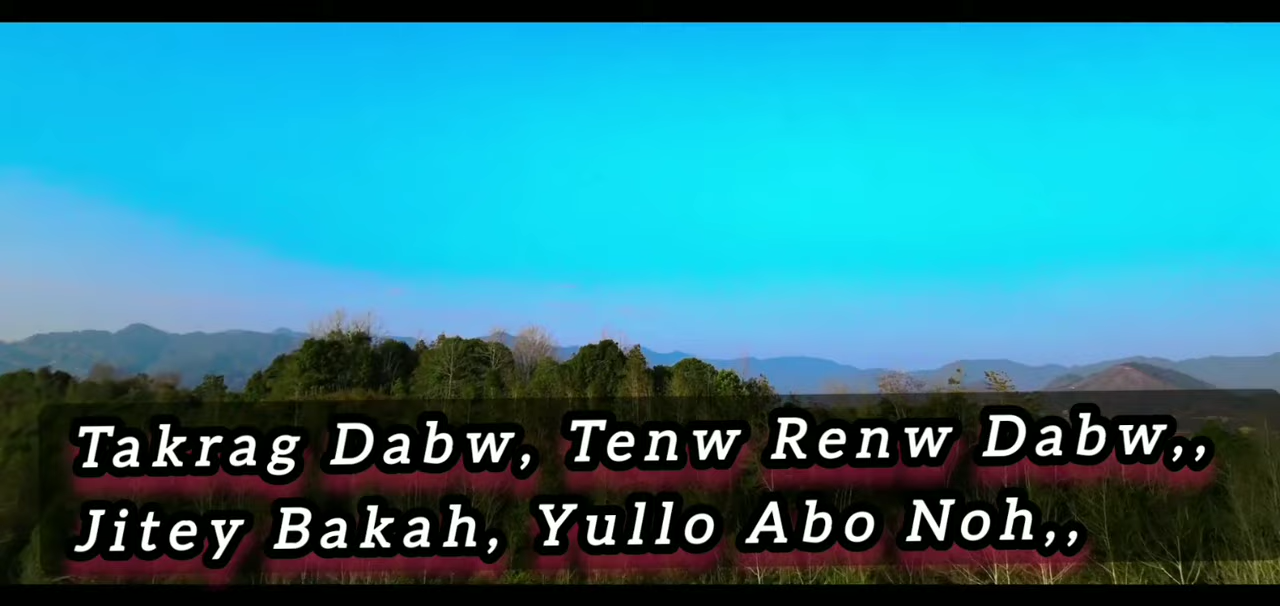 Takrag Dabw, Tenw Renw Dabw,,
Jitey Bakah, Yullo Abo Noh,,